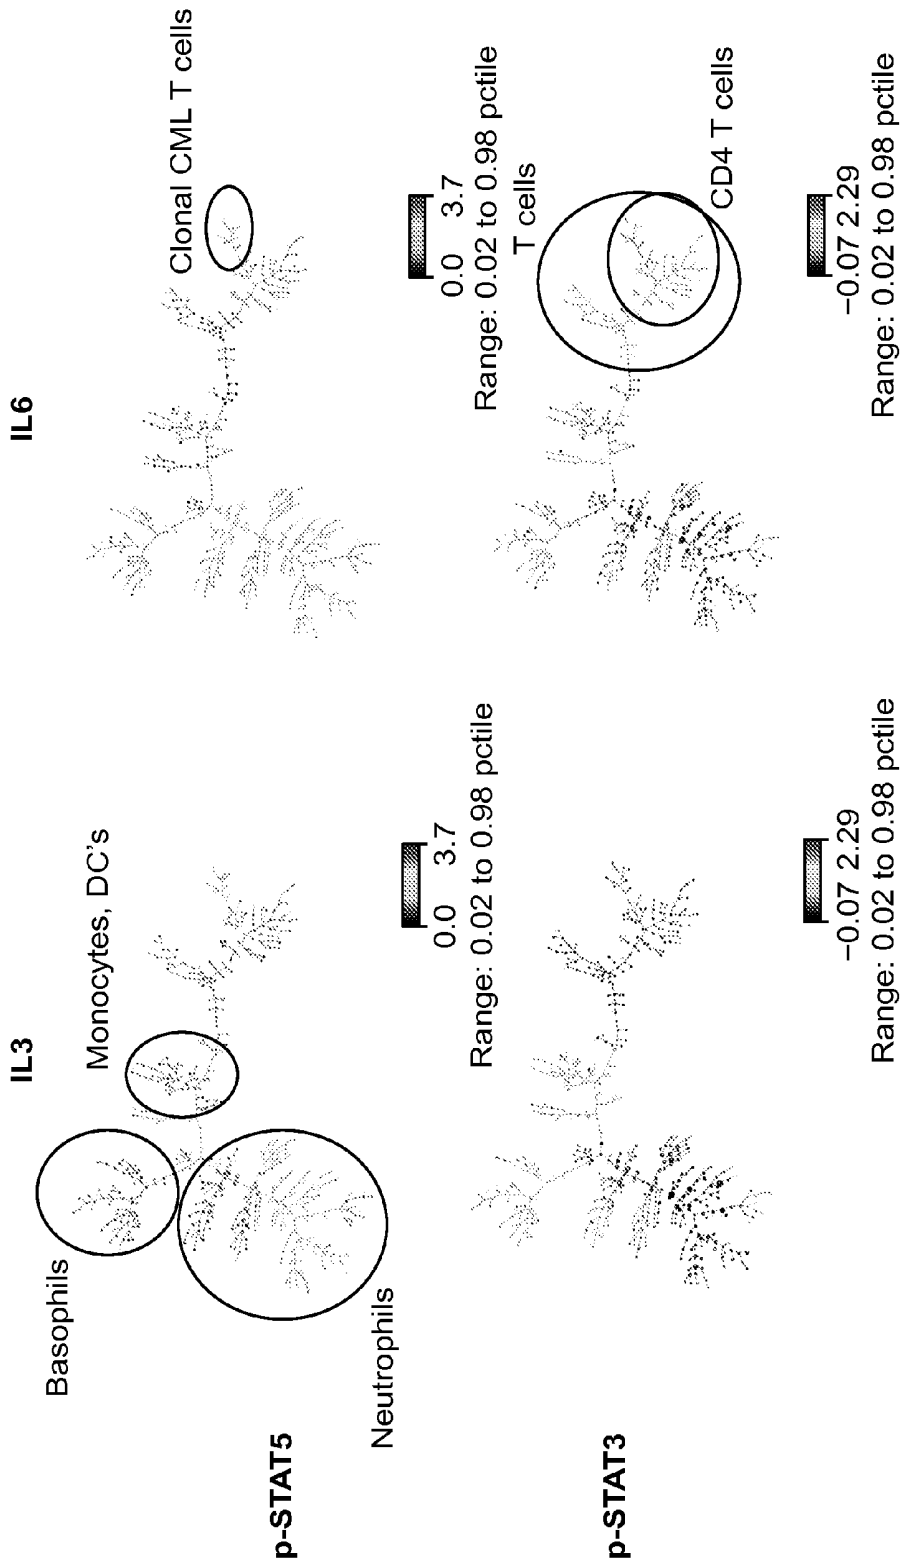 IL3
IL6
p-STAT5
Basophils
Neutrophils
Monocytes, DC's
0.0 3.7
Range: 0.02 to 0.98 pctile
Clonal CML T cells
0.0 3.7
Range: 0.02 to 0.98 pctile
p-STAT3
−0.07 2.29
Range: 0.02 to 0.98 pctile
T cells
CD4 T cells
−0.07 2.29
Range: 0.02 to 0.98 pctile